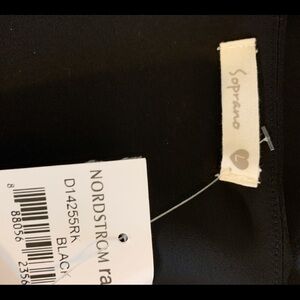 Soprano
L
NORDSTROM ra
D14255RK
BLACK
8 88056 2356